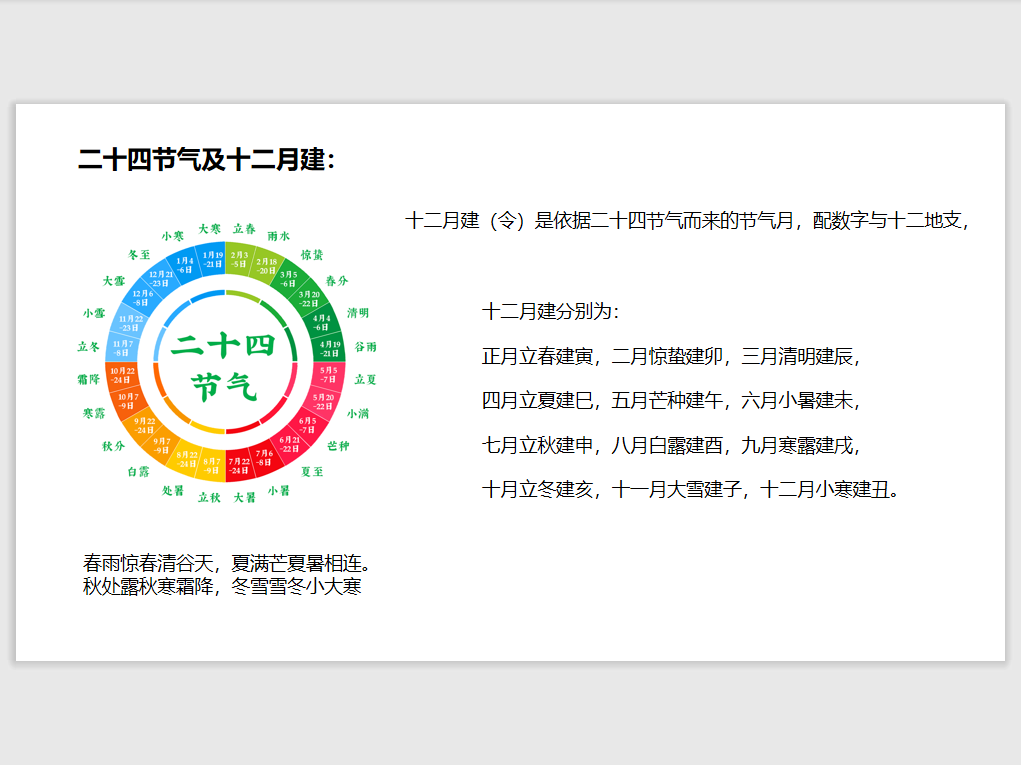 二十四节气及十二月建：
十二月建（令）是依据二十四节气而来的节气月，配数字与十二地支，
十二月建分别为：
正月立春建寅，二月惊蛰建卯，三月清明建辰，
四月立夏建巳，五月芒种建午，六月小暑建未，
七月立秋建申，八月白露建酉，九月寒露建戌，
十月立冬建亥，十一月大雪建子，十二月小寒建丑。
二十四
节气
立春
2月3
-5日
雨水
2月18
-20日
惊蛰
3月5
-6日
春分
3月20
-22日
清明
4月4
-6日
谷雨
4月19
-21日
立夏
5月5
-7日
小满
5月20
-22日
芒种
6月5
-7日
夏至
6月21
-22日
小暑
7月6
-8日
大暑
7月22
-24日
立秋
8月7
-9日
处暑
8月22
-24日
白露
9月7
-9日
秋分
9月22
-24日
寒露
10月7
-9日
霜降
10月22
-24日
立冬
11月7
-8日
小雪
11月22
-23日
大雪
12月6
-8日
冬至
12月21
-23日
小寒
1月4
-6日
大寒
1月19
-21日
春雨惊春清谷天，夏满芒夏暑相连。
秋处露秋寒霜降，冬雪雪冬小大寒